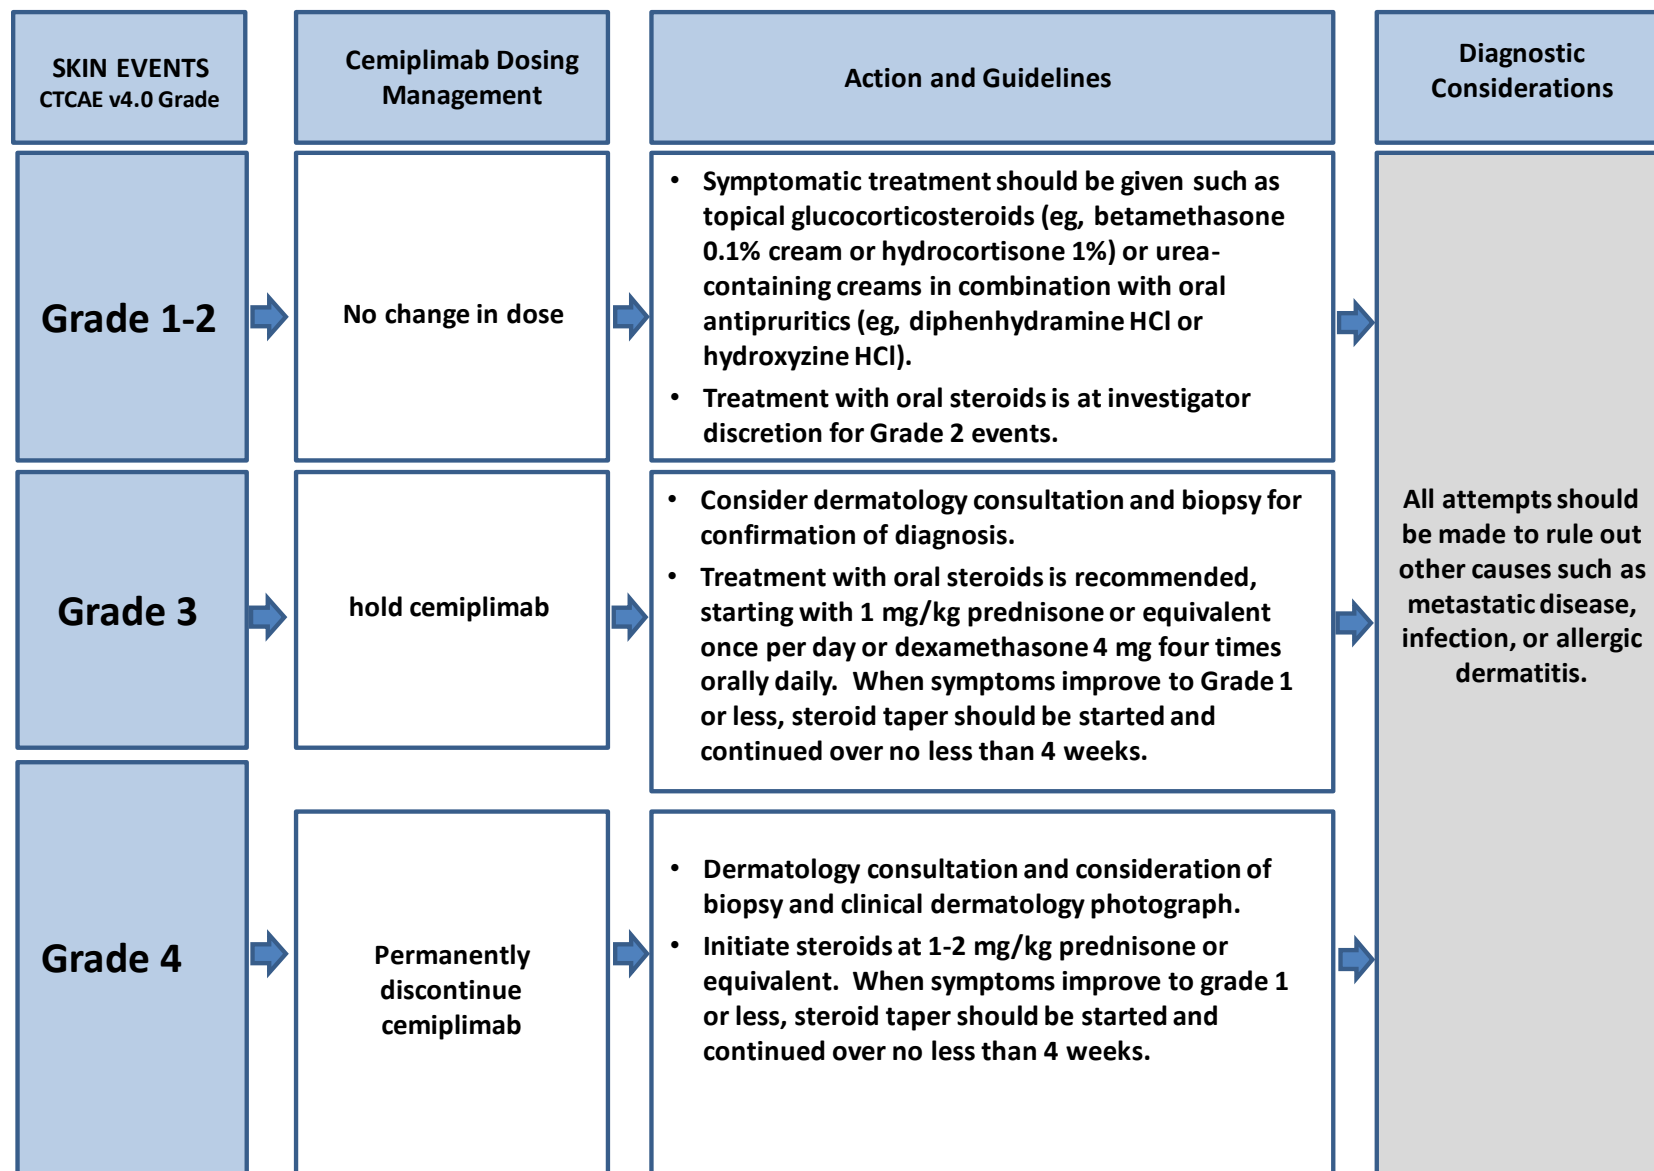 SKIN EVENTS
CTCAE v4.0 Grade
Cemiplimab Dosing
Management
Action and Guidelines
Diagnostic
Considerations
Grade 1-2
No change in dose
• Symptomatic treatment should be given such as
topical glucocorticosteroids (eg, betamethasone
0.1% cream or hydrocortisone 1%) or urea-
containing creams in combination with oral
antipruritics (eg, diphenhydramine HCl or
hydroxyzine HCl).
• Treatment with oral steroids is at investigator
discretion for Grade 2 events.
Grade 3
hold cemiplimab
• Consider dermatology consultation and biopsy for
confirmation of diagnosis.
• Treatment with oral steroids is recommended,
starting with 1 mg/kg prednisone or equivalent
once per day or dexamethasone 4 mg four times
orally daily. When symptoms improve to Grade 1
or less, steroid taper should be started and
continued over no less than 4 weeks.
Grade 4
Permanently
discontinue
cemiplimab
• Dermatology consultation and consideration of
biopsy and clinical dermatology photograph.
• Initiate steroids at 1-2 mg/kg prednisone or
equivalent. When symptoms improve to grade 1
or less, steroid taper should be started and
continued over no less than 4 weeks.
All attempts should
be made to rule out
other causes such as
metastatic disease,
infection, or allergic
dermatitis.